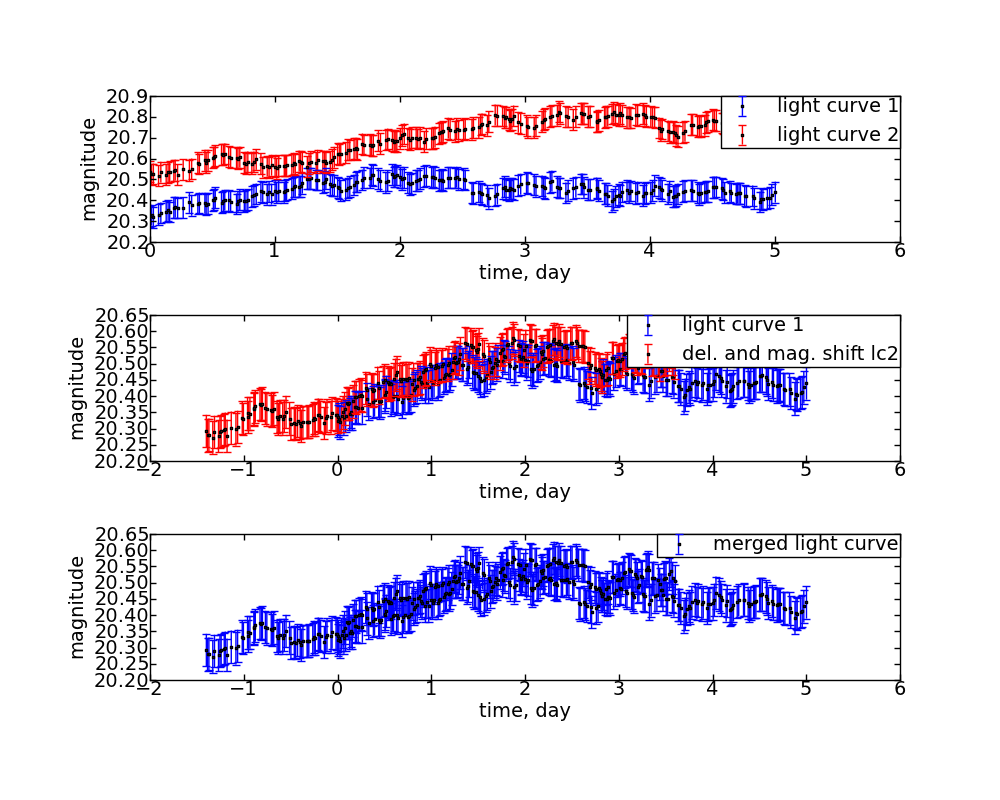 20.9
20.8
20.7
20.6
20.5
20.4
20.3
20.2
magnitude
light curve 1
light curve 2
0 1 2 3 4 5 6
time, day
20.65
20.60
20.55
20.50
20.45
20.40
20.35
20.30
20.25
20.20
magnitude
light curve 1
del. and mag. shift lc2
−2 −1 0 1 2 3 4 5 6
time, day
20.65
20.60
20.55
20.50
20.45
20.40
20.35
20.30
20.25
20.20
magnitude
merged light curve
−2 −1 0 1 2 3 4 5 6
time, day